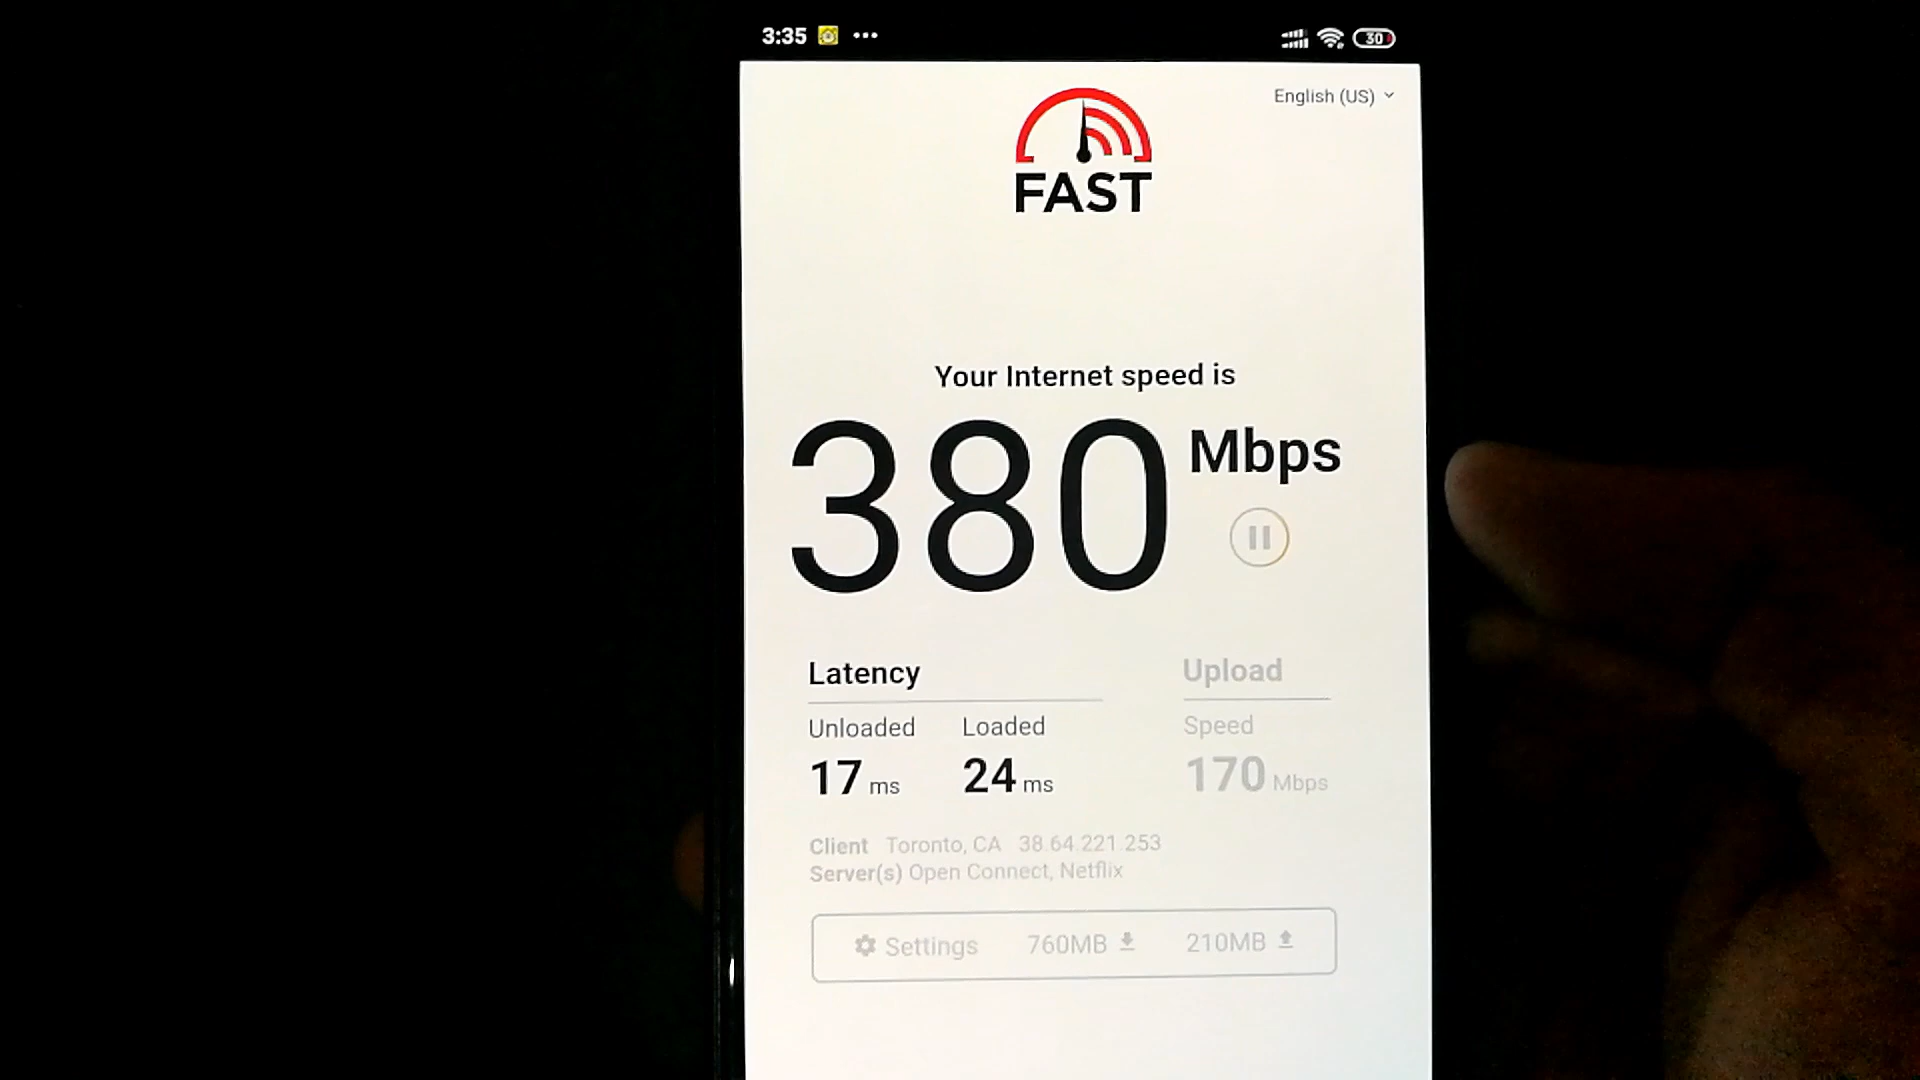 3:35 ••• 30
English (US)
FAST
Your Internet speed is
380 Mbps
Latency Upload
Unloaded Loaded Speed
17 ms 24 ms 170 Mbps
Client Toronto, CA 38.64.221.253
Server(s) Open Connect, Netflix
Settings 760MB 210MB